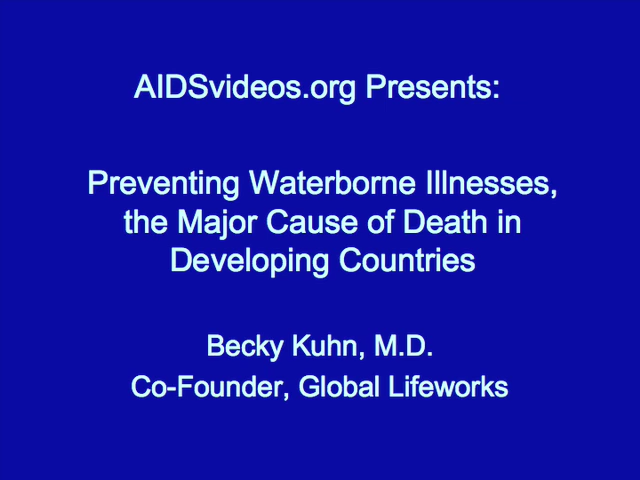 AIDSvideos.org Presents:
Preventing Waterborne Illnesses,
the Major Cause of Death in
Developing Countries
Becky Kuhn, M.D.
Co-Founder, Global Lifeworks